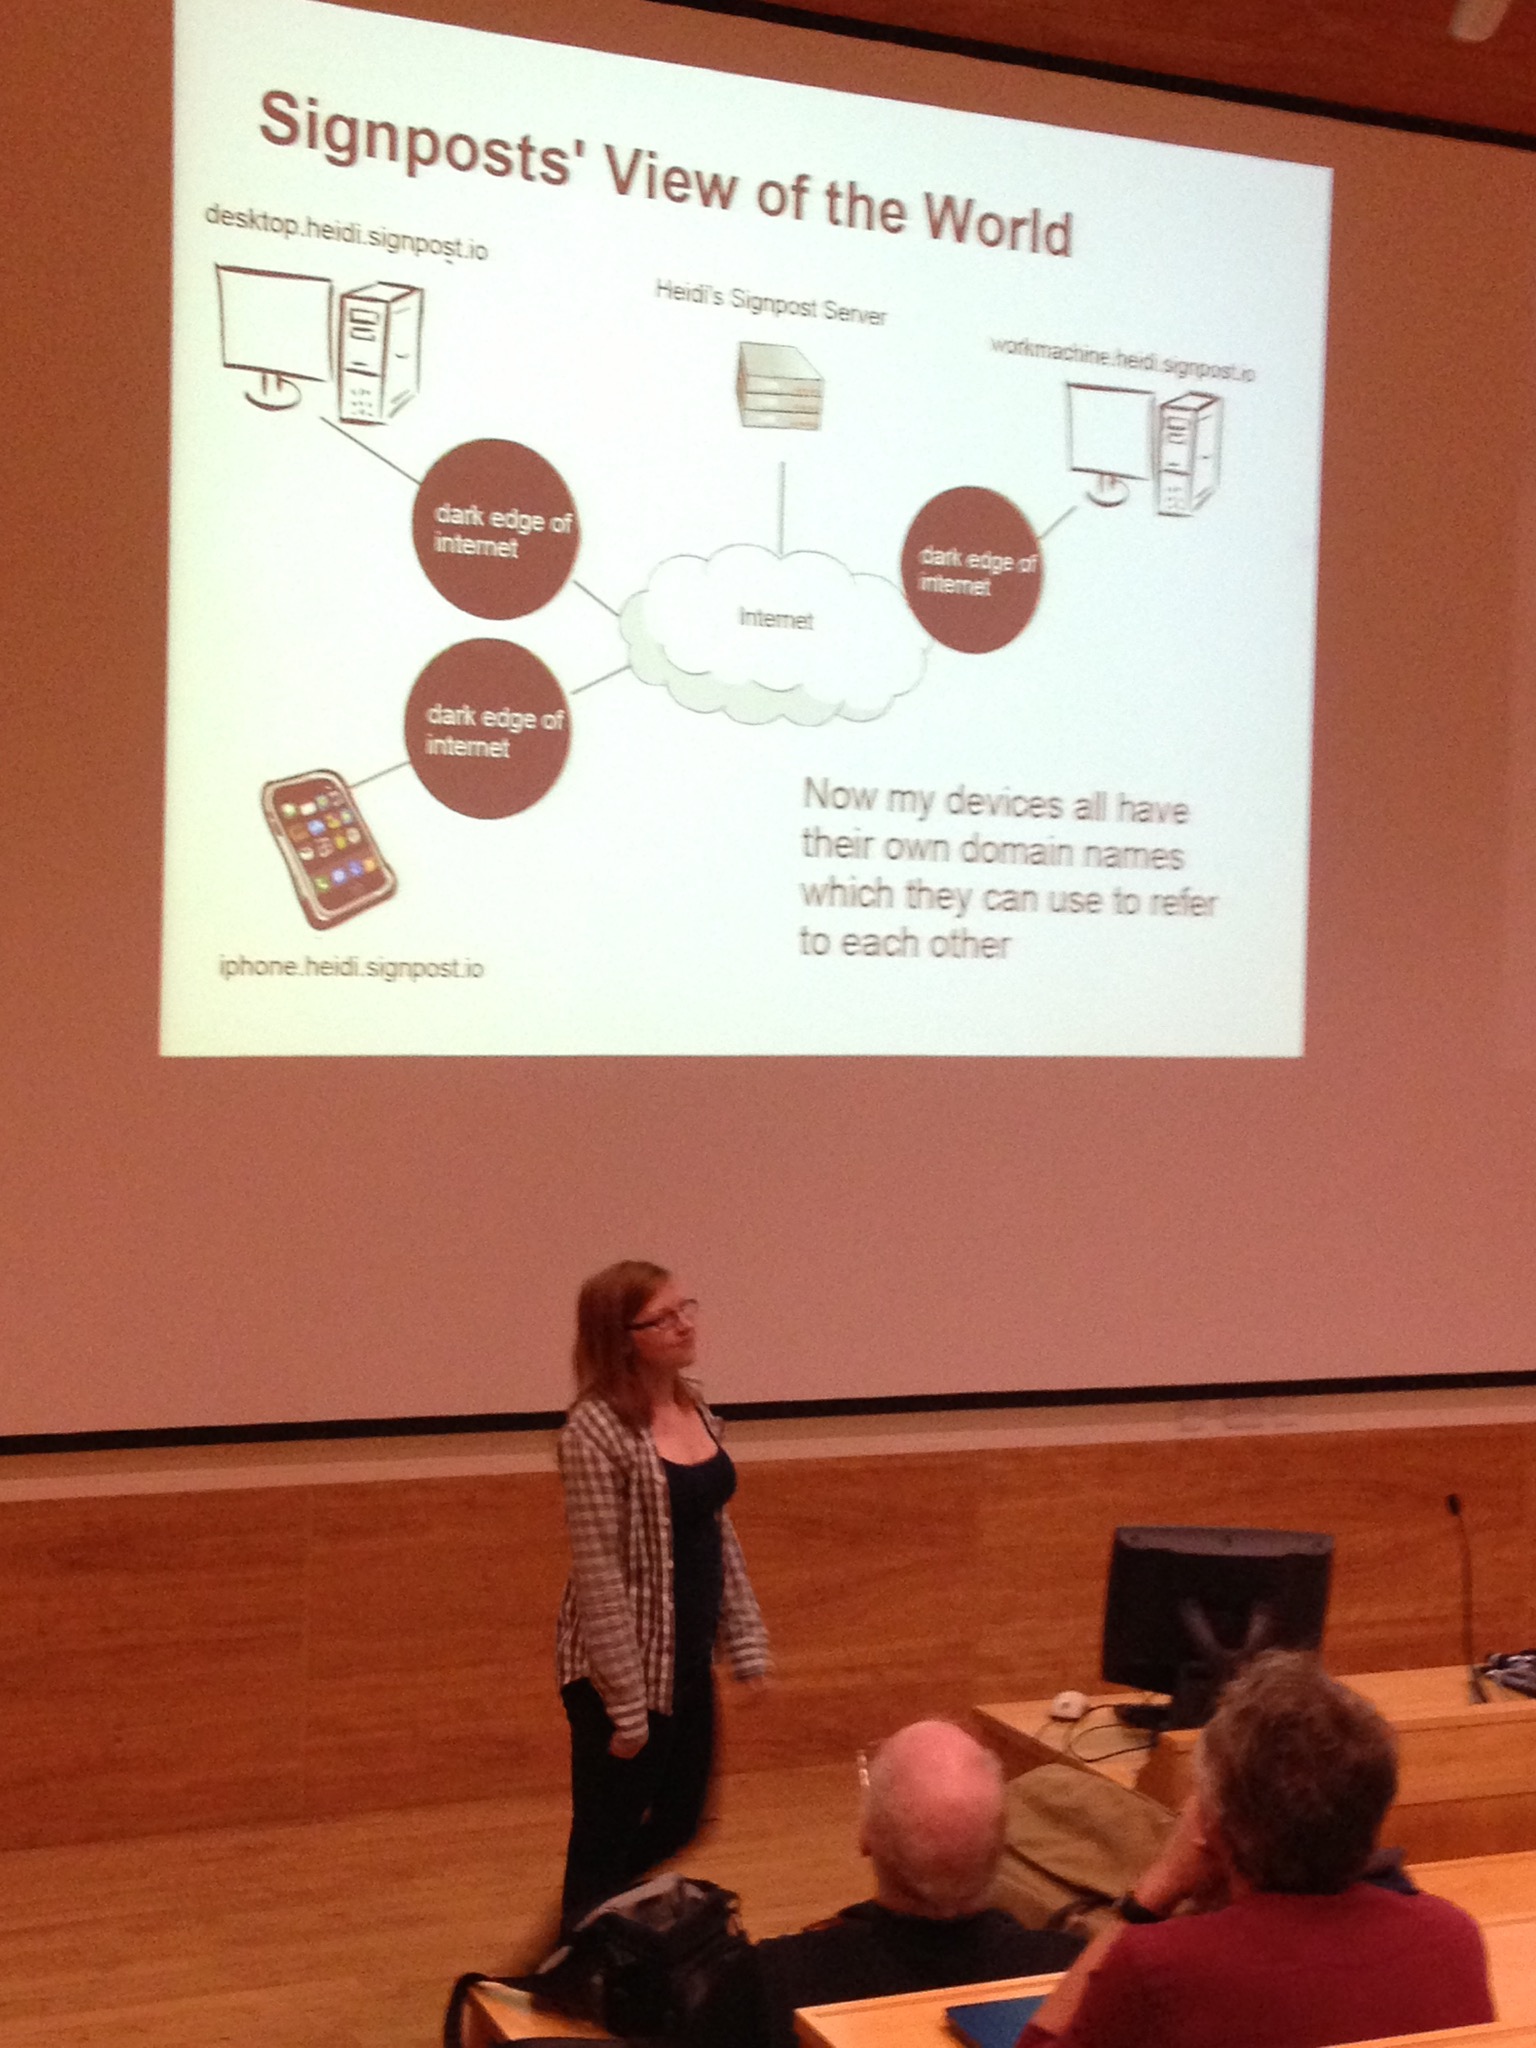 Signposts' View of the World
desktop.heidi.signpost.io
Heidi's Signpost Server
workmachine.heidi.signpost.io
dark edge of
internet
dark edge of
internet
Internet
dark edge of
internet
Now my devices all have
their own domain names
which they can use to refer
to each other
iphone.heidi.signpost.io